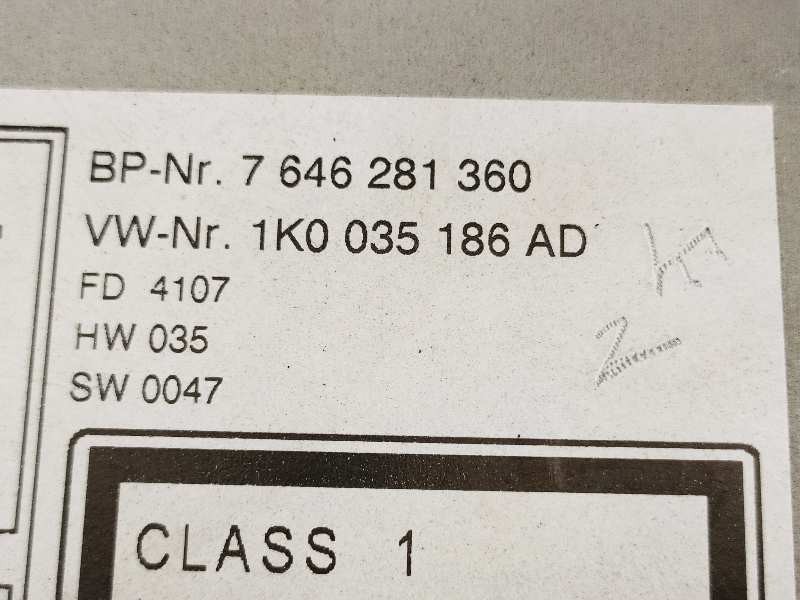 BP-Nr. 7 646 281 360
VW-Nr. 1K0 035 186 AD
FD 4107
HW 035
SW 0047
CLASS 1